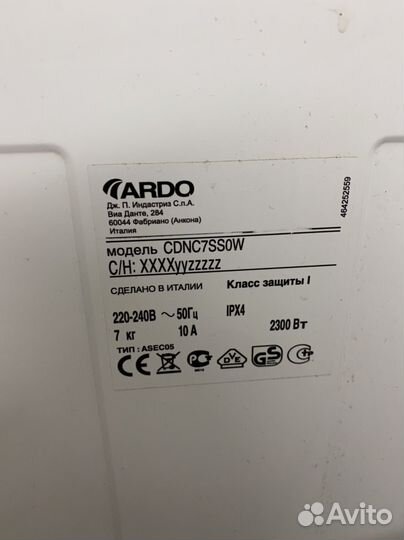 ARDO
Дж. П. Индастриз С.п.А.
Виа Данте, 284
60044 Фабриано (Анкона)
Италия
464252559
модель CDNC7SS0W
С/Н: XXXXyyzzzzz
СДЕЛАНО В ИТАЛИИ Класс защиты I
220-240В ~50Гц IPX4
7 кг 10 А 2300 Вт
ТИП : ASEC05
CE DVE GS
Avito